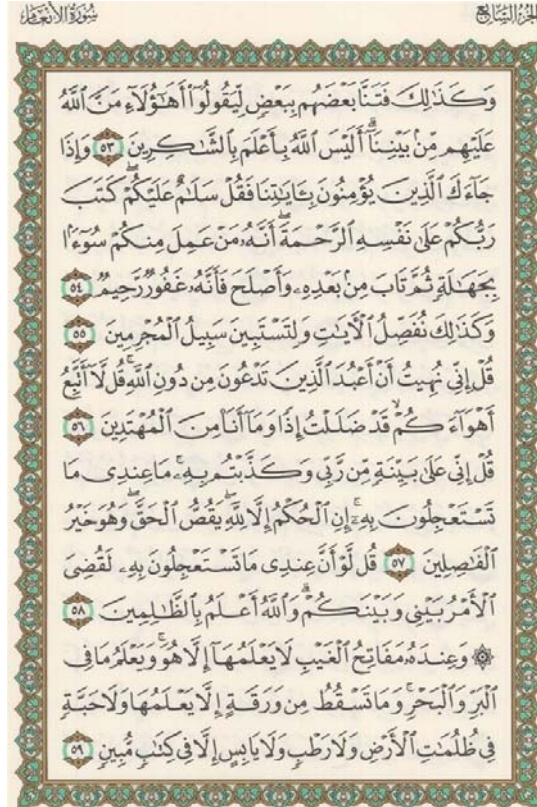 الجزء السابع
سورة الأنعام
وَكَذَٰلِكَ فَتَنَّا بَعْضَهُم بِبَعْضٍ لِّيَقُولُوٓا۟ أَهَٰٓؤُلَآءِ مَنَّ ٱللَّهُ
عَلَيْهِم مِّنۢ بَيْنِنَآ ۗ أَلَيْسَ ٱللَّهُ بِأَعْلَمَ بِٱلشَّٰكِرِينَ ٥٣ وَإِذَا
جَآءَكَ ٱلَّذِينَ يُؤْمِنُونَ بِـَٔايَٰتِنَا فَقُلْ سَلَٰمٌ عَلَيْكُمْ ۖ كَتَبَ
رَبُّكُمْ عَلَىٰ نَفْسِهِ ٱلرَّحْمَةَ ۖ أَنَّهُۥ مَنْ عَمِلَ مِنكُمْ سُوٓءًۢا
بِجَهَٰلَةٍ ثُمَّ تَابَ مِنۢ بَعْدِهِۦ وَأَصْلَحَ فَأَنَّهُۥ غَفُورٌ رَّحِيمٌ ٥٤
وَكَذَٰلِكَ نُفَصِّلُ ٱلْـَٔايَٰتِ وَلِتَسْتَبِينَ سَبِيلُ ٱلْمُجْرِمِينَ ٥٥
قُلْ إِنِّى نُهِيتُ أَنْ أَعْبُدَ ٱلَّذِينَ تَدْعُونَ مِن دُونِ ٱللَّهِ ۚ قُل لَّآ أَتَّبِعُ
أَهْوَآءَكُمْ ۙ قَدْ ضَلَلْتُ إِذًا وَمَآ أَنَا۠ مِنَ ٱلْمُهْتَدِينَ ٥٦
قُلْ إِنِّى عَلَىٰ بَيِّنَةٍ مِّن رَّبِّى وَكَذَّبْتُم بِهِۦ ۚ مَا عِندِى مَا
تَسْتَعْجِلُونَ بِهِۦٓ ۚ إِنِ ٱلْحُكْمُ إِلَّا لِلَّهِ ۖ يَقُصُّ ٱلْحَقَّ ۖ وَهُوَ خَيْرُ
ٱلْفَٰصِلِينَ ٥٧ قُل لَّوْ أَنَّ عِندِى مَا تَسْتَعْجِلُونَ بِهِۦ لَقُضِىَ
ٱلْأَمْرُ بَيْنِى وَبَيْنَكُمْ ۗ وَٱللَّهُ أَعْلَمُ بِٱلظَّٰلِمِينَ ٥٨
۞ وَعِندَهُۥ مَفَاتِحُ ٱلْغَيْبِ لَا يَعْلَمُهَآ إِلَّا هُوَ ۚ وَيَعْلَمُ مَا فِى
ٱلْبَرِّ وَٱلْبَحْرِ ۚ وَمَا تَسْقُطُ مِن وَرَقَةٍ إِلَّا يَعْلَمُهَا وَلَا حَبَّةٍ
فِى ظُلُمَٰتِ ٱلْأَرْضِ وَلَا رَطْبٍ وَلَا يَابِسٍ إِلَّا فِى كِتَٰبٍ مُّبِينٍ ٥٩